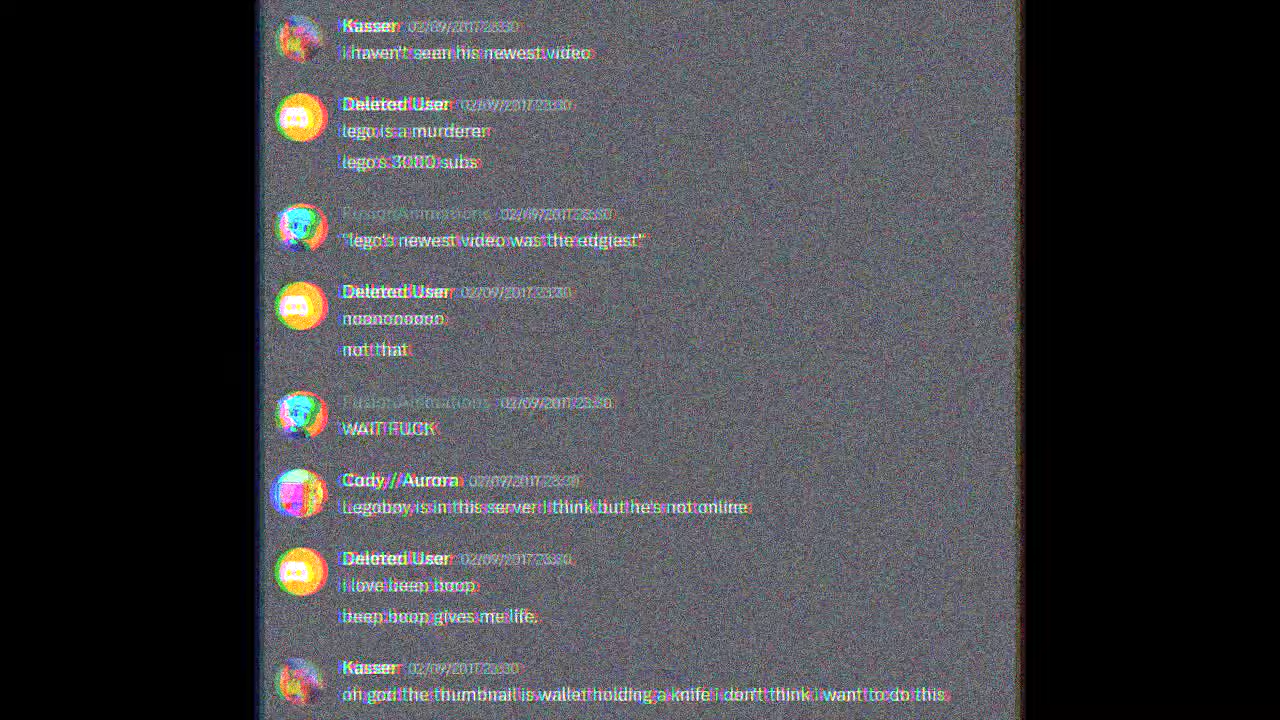 Kasser 02/09/2017 23:30
i haven't seen his newest video
Deleted User 02/09/2017 23:30
lego is a murderer
lego's 3000 subs
FusionAnimations 02/09/2017 23:30
"lego's newest video was the edgiest"
Deleted User 02/09/2017 23:30
nooooooooo
not that
FusionAnimations 02/09/2017 23:30
WAIT FUCK
Cody // Aurora 02/09/2017 23:30
Legoboy is in this server I think but he's not online
Deleted User 02/09/2017 23:30
i love beep boop
beep boop gives me life,
Kasser 02/09/2017 23:30
oh god the thumbnail is wallet holding a knife i don't think i want to do this